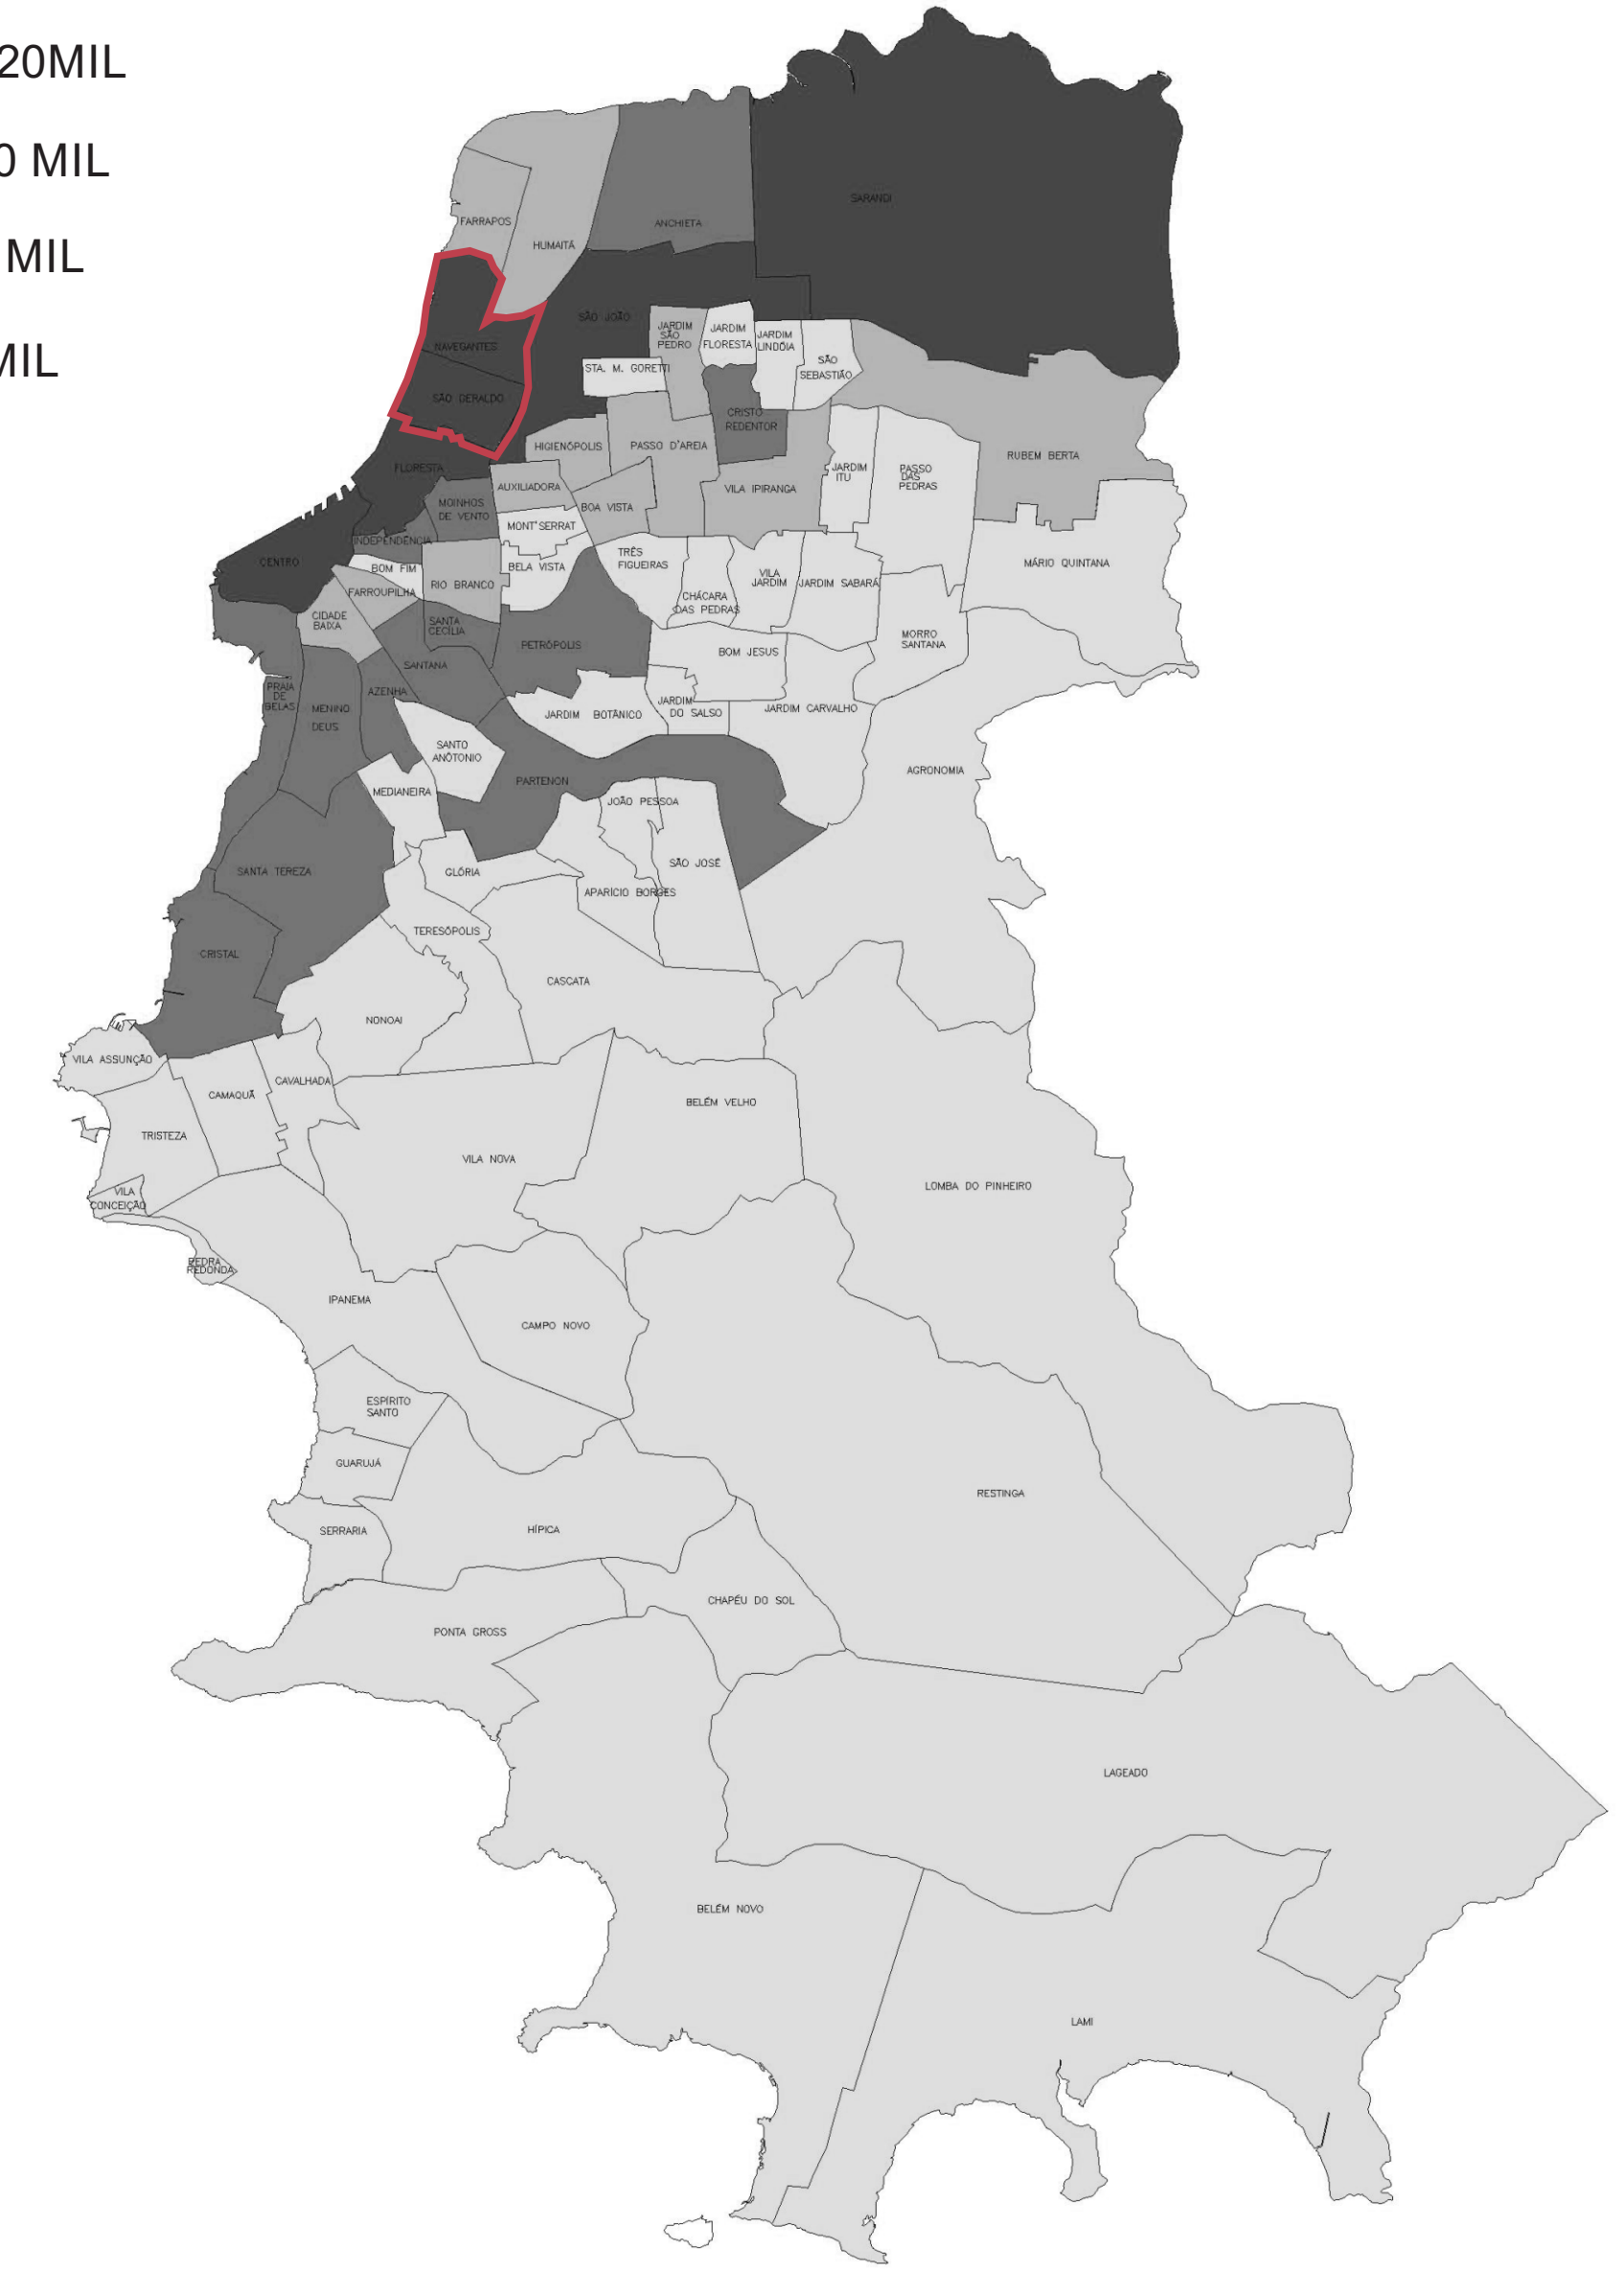 20MIL
0 MIL
MIL
MIL
SARANDI
FARRAPOS
ANCHIETA
HUMAITÁ
SÃO JOÃO
NAVEGANTES
JARDIM
SÃO
PEDRO
JARDIM
FLORESTA
JARDIM
LINDÓIA
SÃO
SEBASTIÃO
STA. M. GORETTI
SÃO GERALDO
CRISTO
REDENTOR
HIGIENÓPOLIS
PASSO D'AREIA
RUBEM BERTA
FLORESTA
JARDIM
ITU
PASSO
DAS
PEDRAS
AUXILIADORA
VILA IPIRANGA
MOINHOS
DE VENTO
BOA VISTA
MONT'SERRAT
INDEPENDÊNCIA
CENTRO
BOM FIM
BELA VISTA
TRÊS
FIGUEIRAS
MÁRIO QUINTANA
RIO BRANCO
VILA
JARDIM
JARDIM SABARÁ
FARROUPILHA
CHÁCARA
DAS PEDRAS
CIDADE
BAIXA
SANTA
CECÍLIA
MORRO
SANTANA
PETRÓPOLIS
BOM JESUS
SANTANA
PRAIA
DE
BELAS
AZENHA
MENINO
DEUS
JARDIM BOTÂNICO
JARDIM
DO SALSO
JARDIM CARVALHO
SANTO
ANÔTONIO
AGRONOMIA
PARTENON
MEDIANEIRA
JOÃO PESSOA
SÃO JOSÉ
SANTA TEREZA
GLÓRIA
APARÍCIO BORGES
TERESÓPOLIS
CRISTAL
CASCATA
NONOAI
VILA ASSUNÇÃO
CAVALHADA
CAMAQUÃ
BELÉM VELHO
TRISTEZA
VILA NOVA
LOMBA DO PINHEIRO
VILA
CONCEIÇÃO
PEDRA
REDONDA
IPANEMA
CAMPO NOVO
ESPÍRITO
SANTO
GUARUJÁ
RESTINGA
SERRARIA
HÍPICA
CHAPÉU DO SOL
PONTA GROSS
LAGEADO
BELÉM NOVO
LAMI